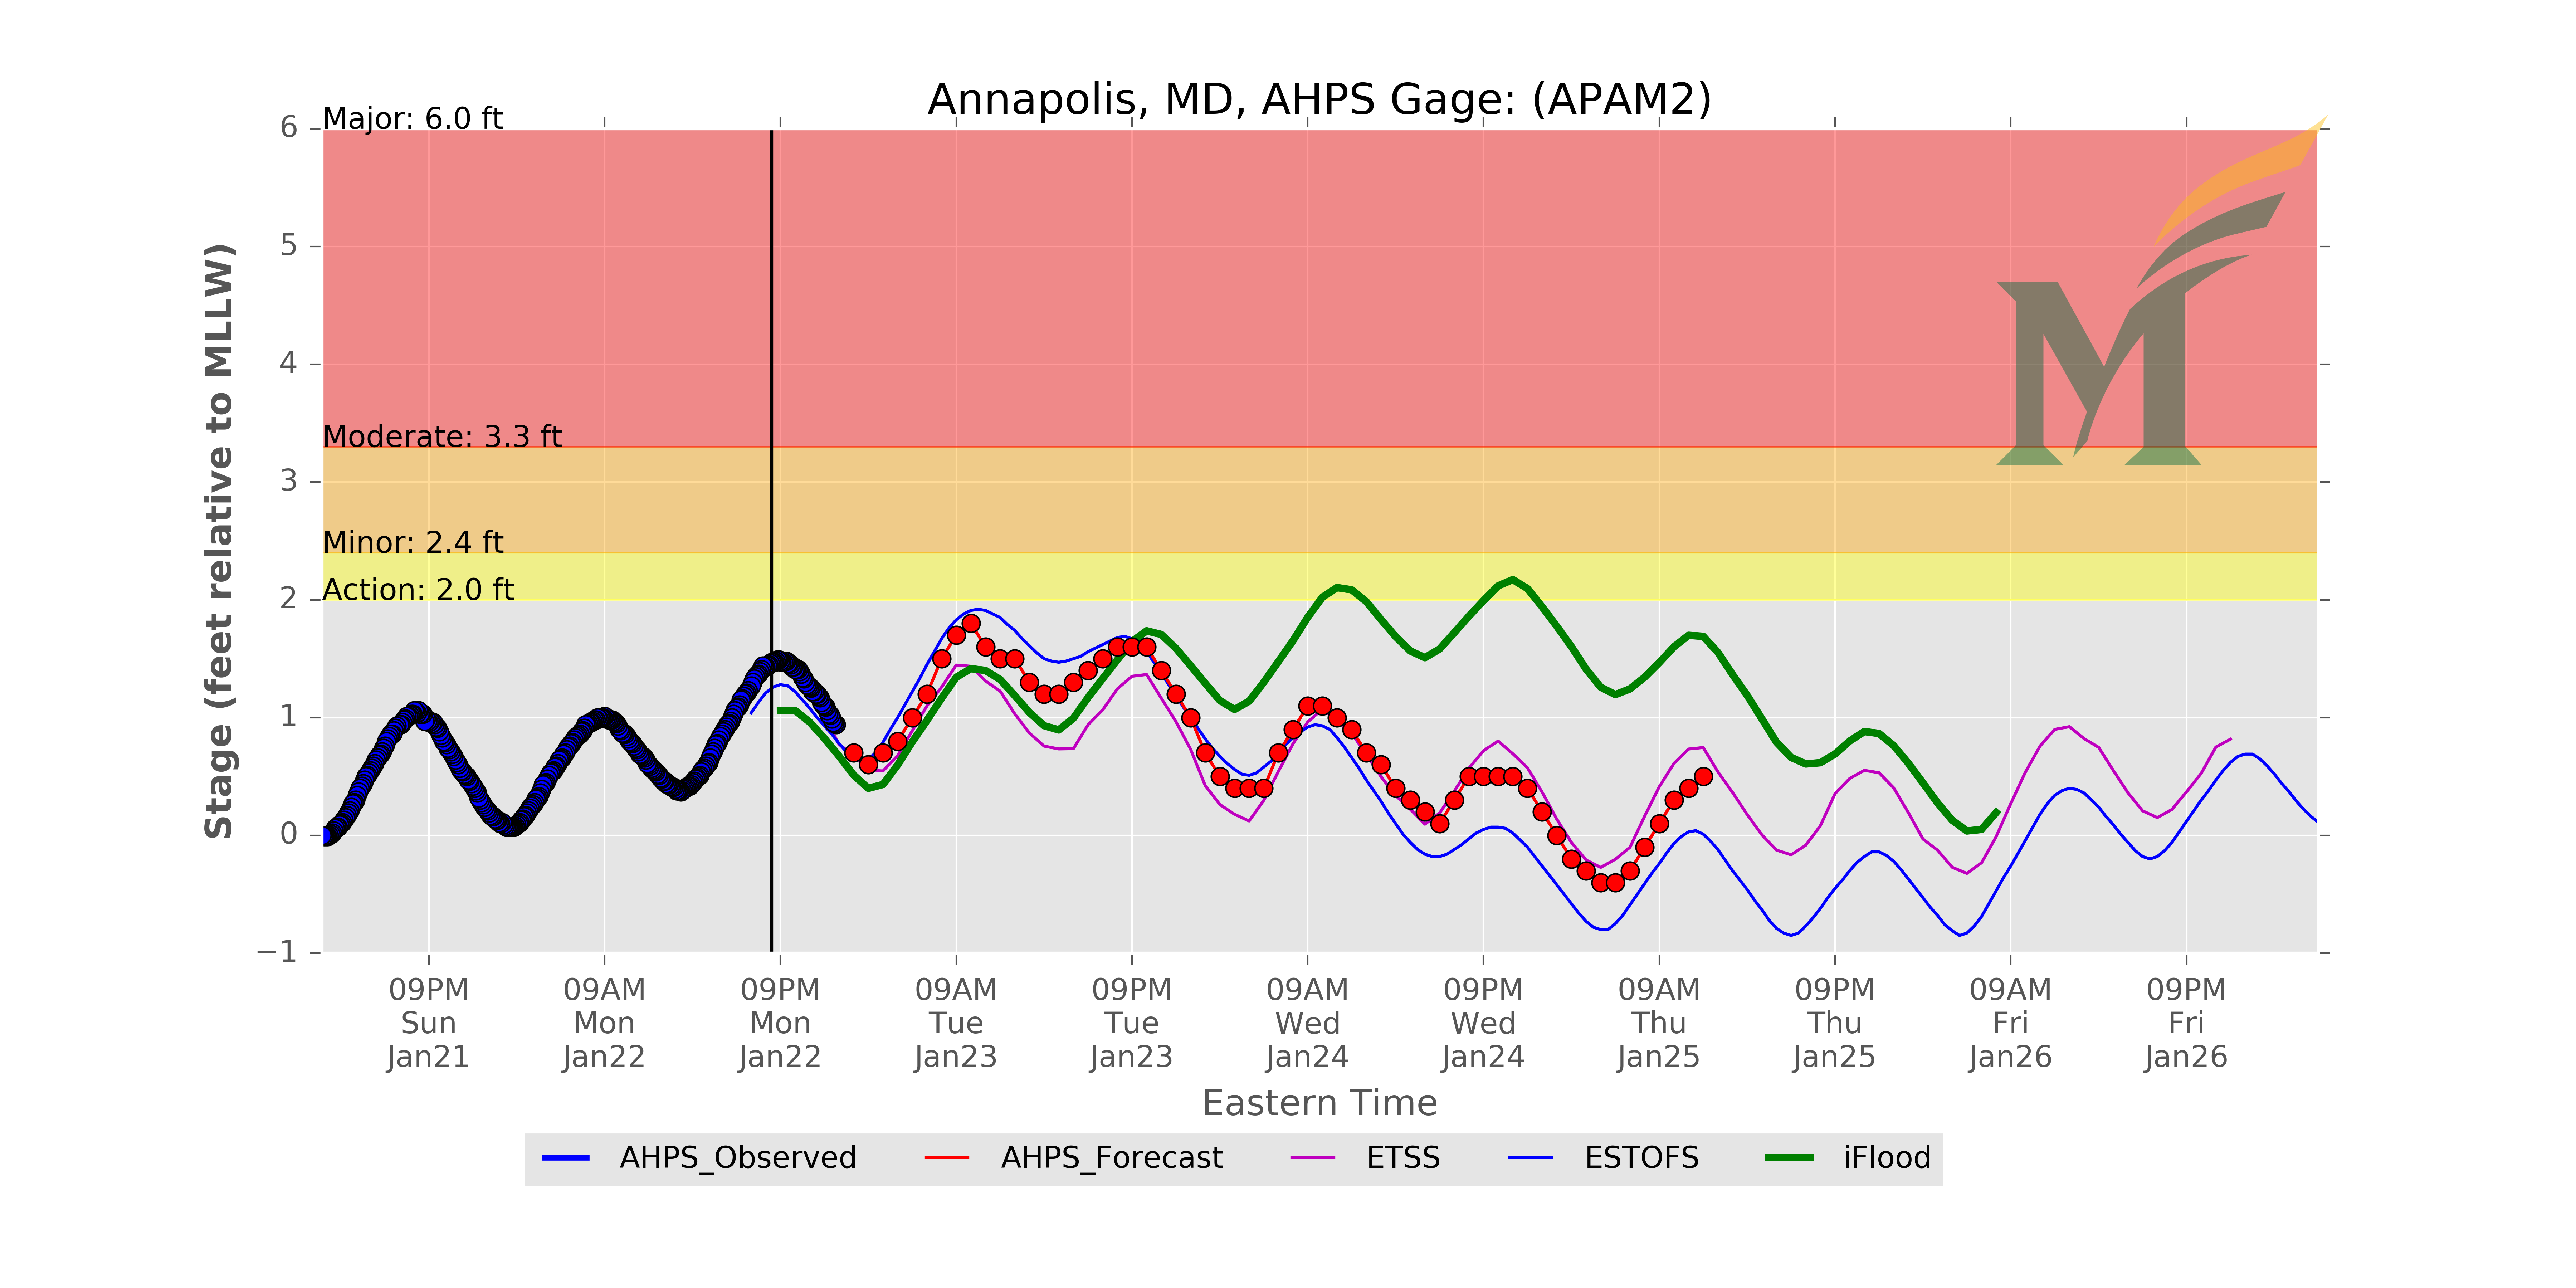 Annapolis, MD, AHPS Gage: (APAM2)
Major: 6.0 ft
Moderate: 3.3 ft
Minor: 2.4 ft
Action: 2.0 ft
6
5
4
3
2
1
0
−1
Stage (feet relative to MLLW)
09PM 09AM 09PM 09AM 09PM 09AM 09PM 09AM 09PM 09AM 09PM
Sun Mon Mon Tue Tue Wed Wed Thu Thu Fri Fri
Jan21 Jan22 Jan22 Jan23 Jan23 Jan24 Jan24 Jan25 Jan25 Jan26 Jan26
Eastern Time
AHPS_Observed AHPS_Forecast ETSS ESTOFS iFlood
M